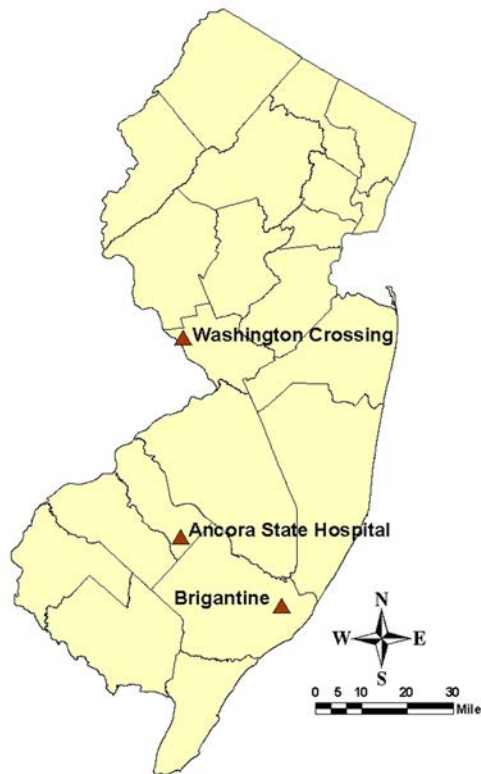 Washington Crossing
Ancora State Hospital
Brigantine
N
W E
S
0 5 10 20 30
Mile